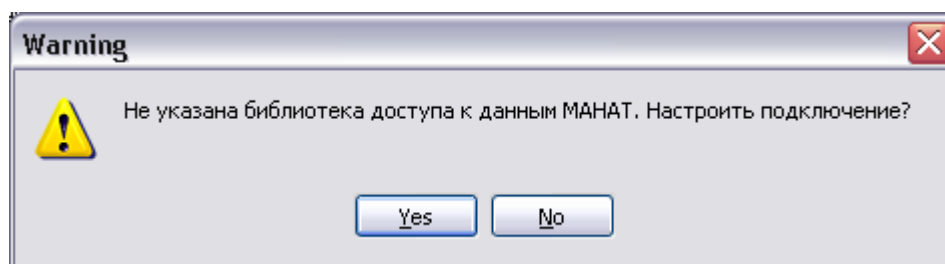 Warning
Не указана библиотека доступа к данным МАНАТ. Настроить подключение?
Yes
No